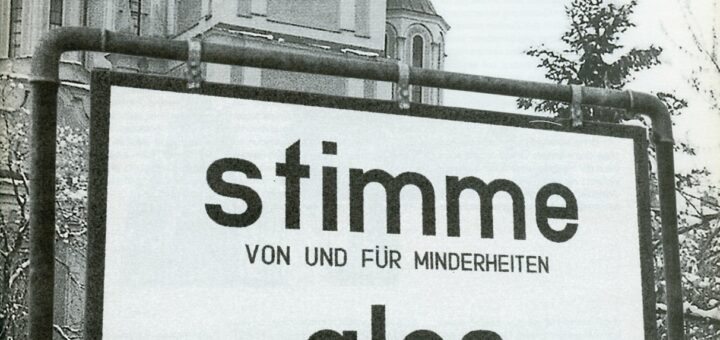 stimme
VON UND FÜR MINDERHEITEN